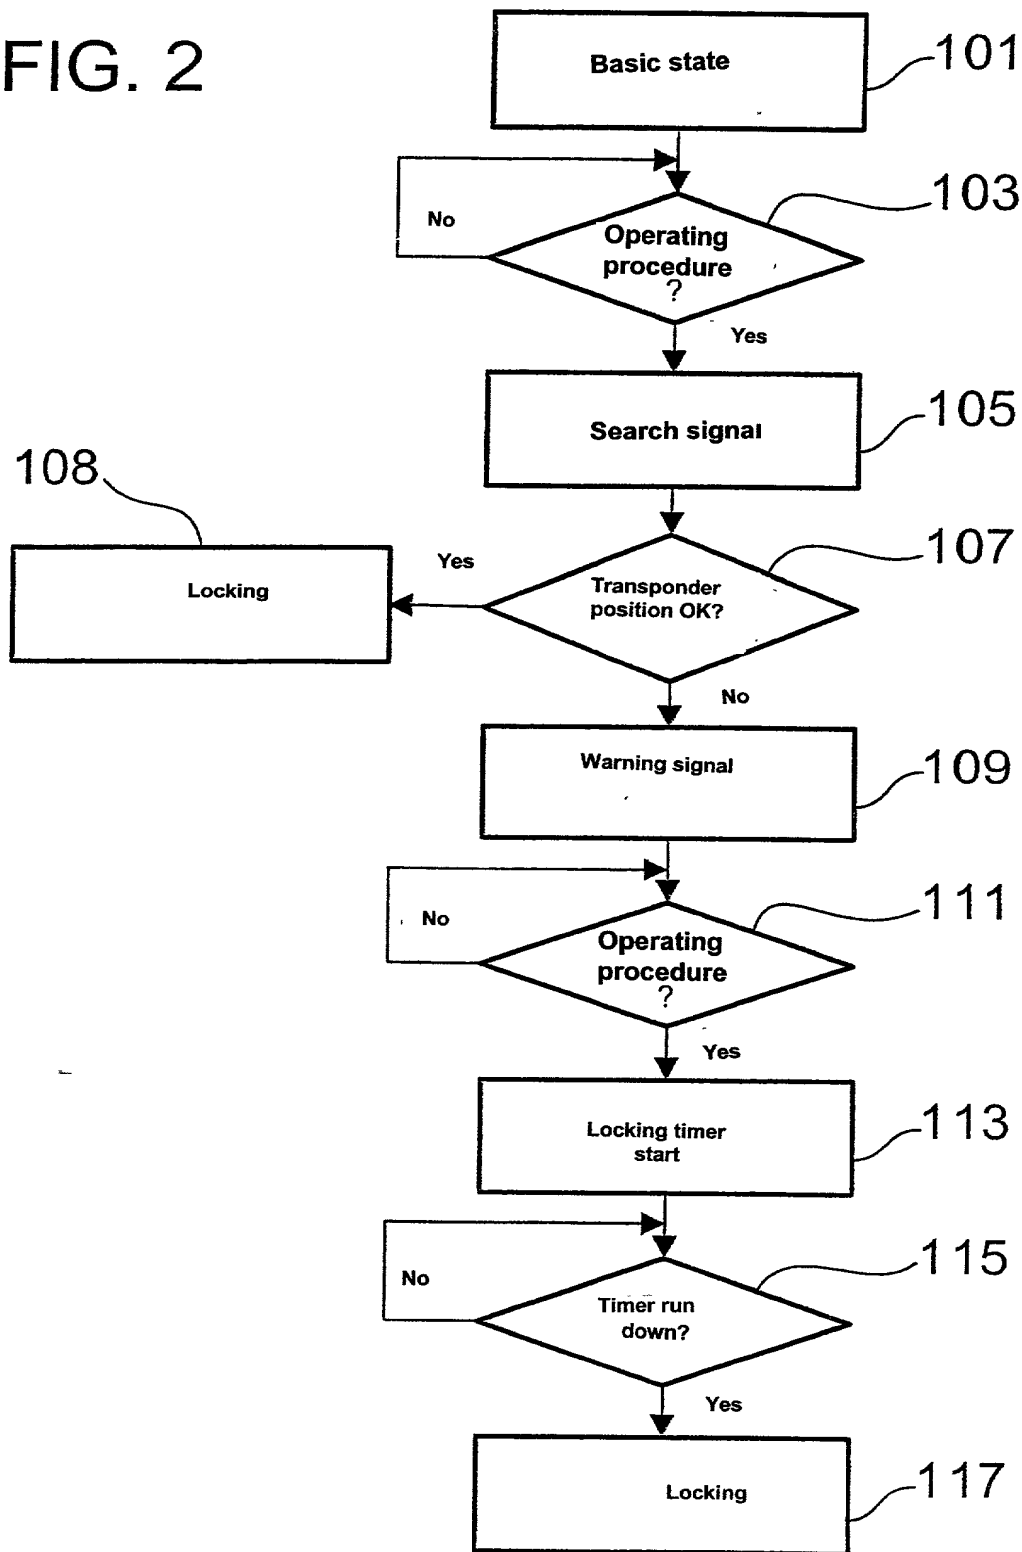 FIG. 2
Basic state
101
103
No
Operating
procedure
?
Yes
105
Search signal
108
107
Yes
Locking
Transponder
position OK?
No
Warning signal
109
111
No
Operating
procedure
?
Yes
Locking timer
start
113
115
No
Timer run
down?
Yes
Locking
117